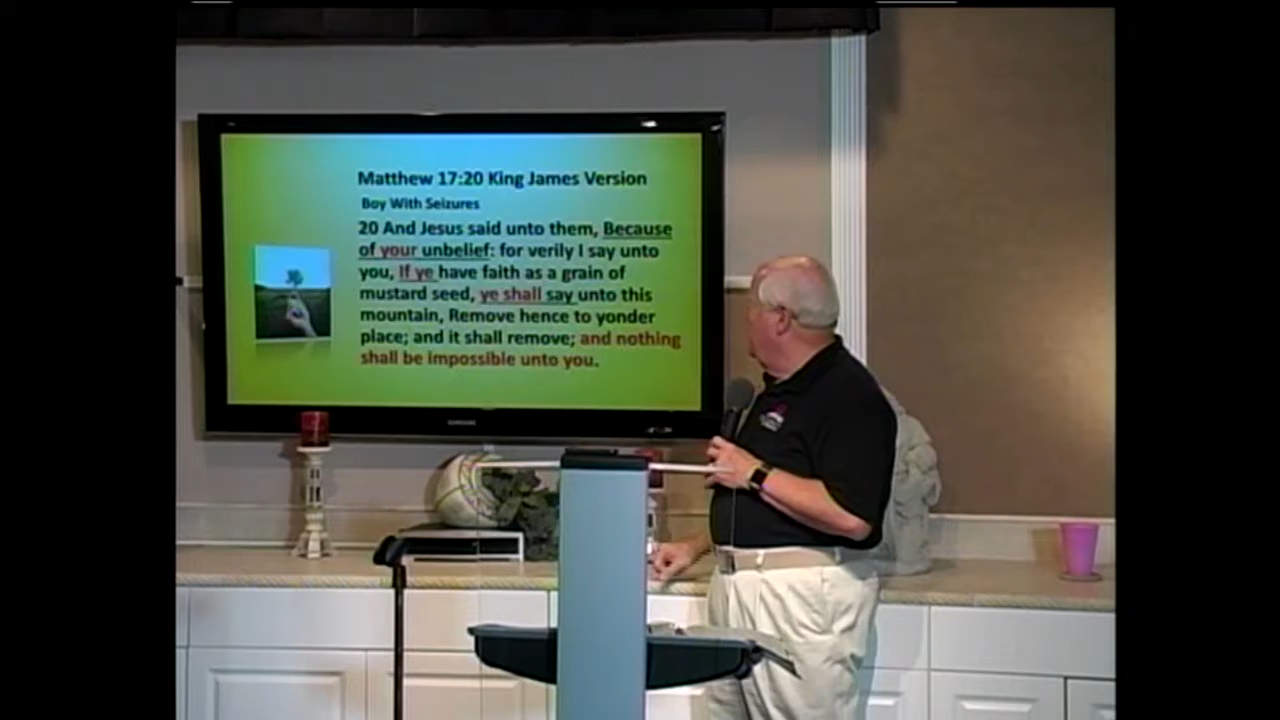 Matthew 17:20 King James Version
Boy With Seizures
20 And Jesus said unto them, Because
of your unbelief: for verily I say unto
you, If ye have faith as a grain of
mustard seed, ye shall say unto this
mountain, Remove hence to yonder
place; and it shall remove; and nothing
shall be impossible unto you.
SAMSUNG